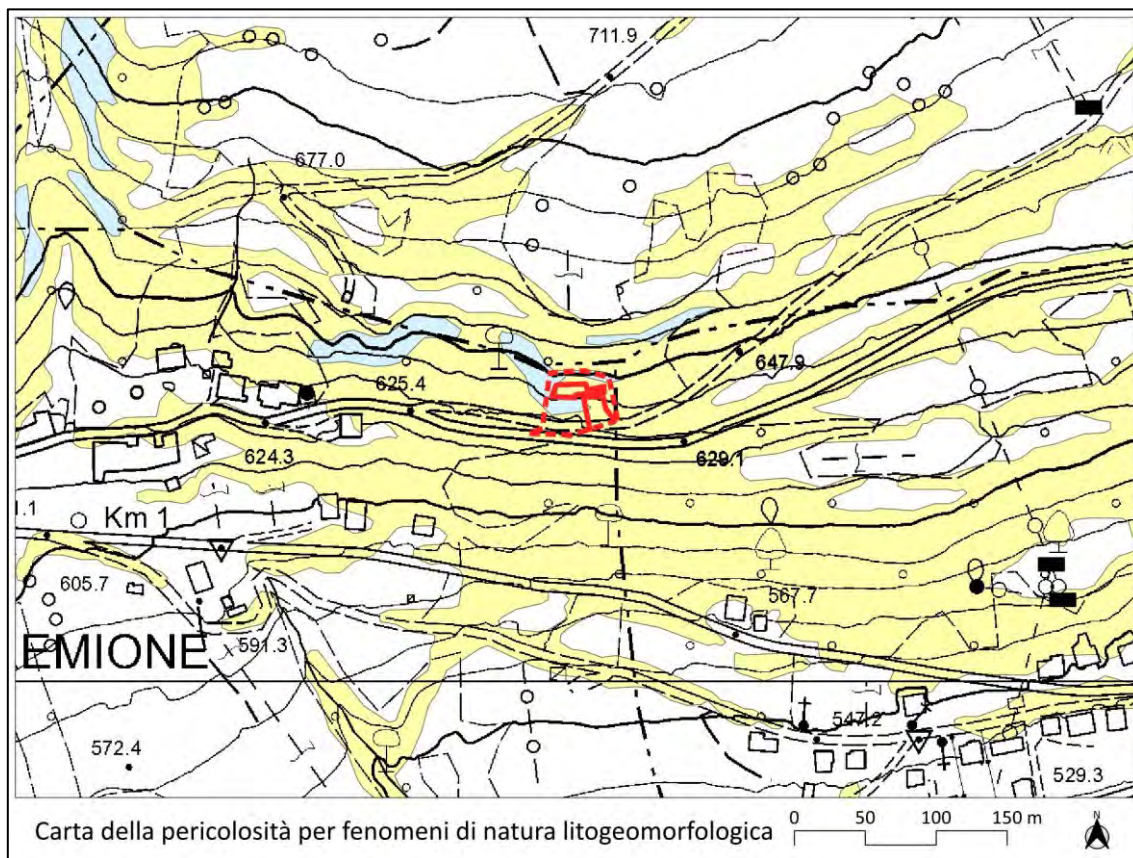 711.9
677.0
647.9
625.4
629.1
624.3
Km 1
605.7
567.7
EMIONE
591.3
547.2
572.4
529.3
Carta della pericolosità per fenomeni di natura litogeomorfologica
0 50 100 150 m
N